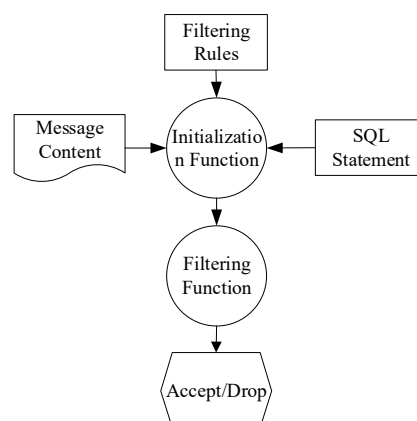 Filtering
Rules
Message
Content
Initializatio
n Function
SQL
Statement
Filtering
Function
Accept/Drop